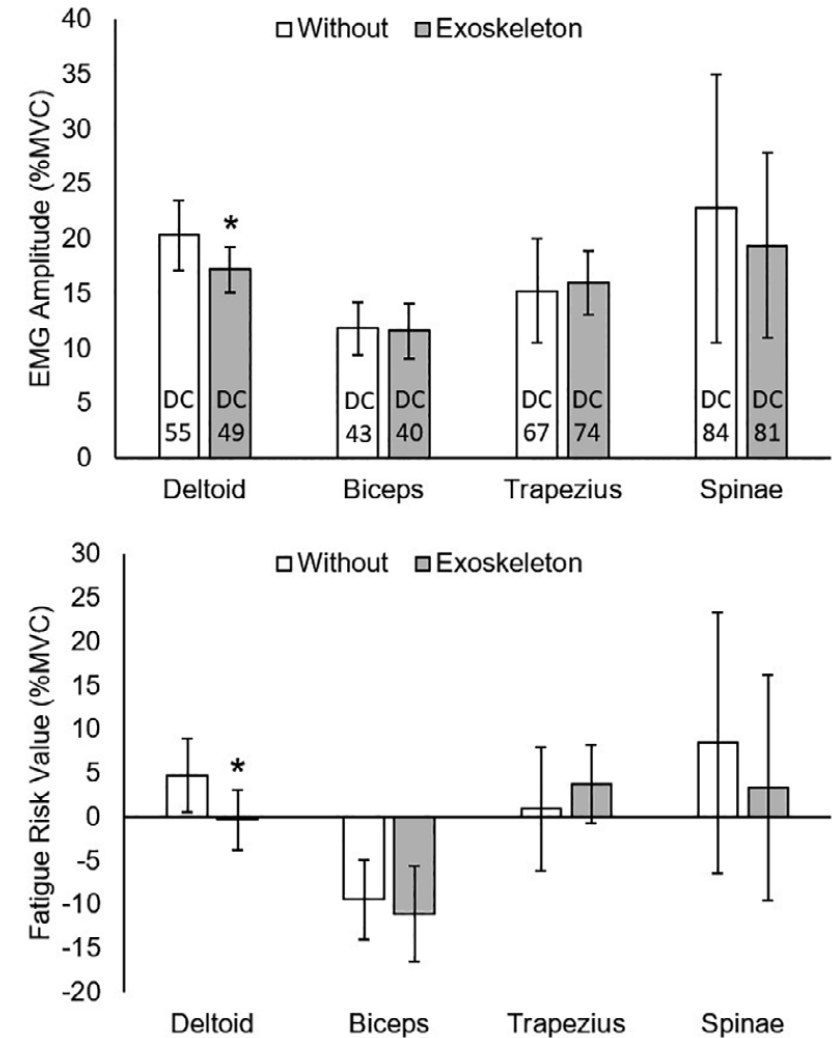 40
Without Exoskeleton
35
30
25
20
15
10
5
0
EMG Amplitude (%MVC)
*
DC 55
DC 49
DC 43
DC 40
DC 67
DC 74
DC 84
DC 81
Deltoid Biceps Trapezius Spinae
30
Without Exoskeleton
25
20
15
10
5
0
-5
-10
-15
-20
Fatigue Risk Value (%MVC)
*
Deltoid Biceps Trapezius Spinae